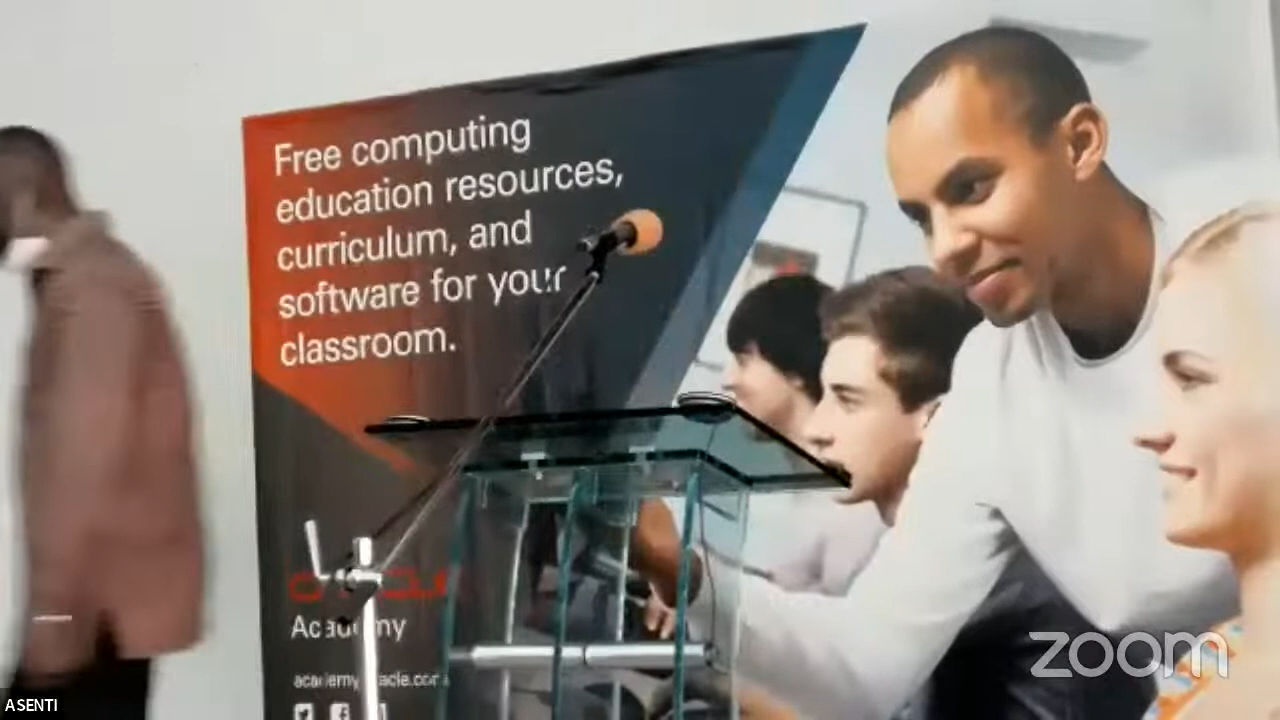 Free computing
education resources,
curriculum, and
software for your
classroom.
Academy
zoom
ASENTI